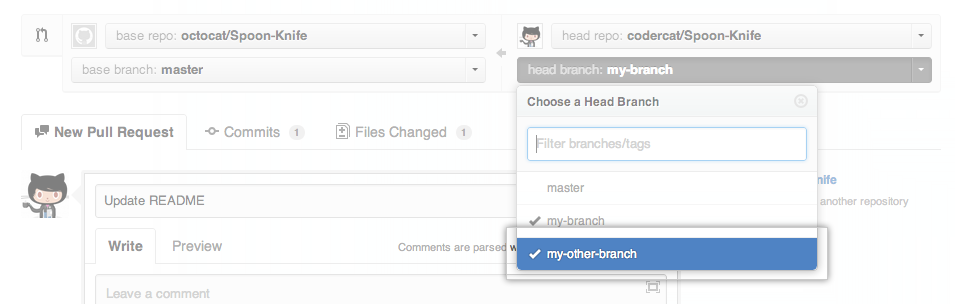 base repo: octocat/Spoon-Knife
head repo: codercat/Spoon-Knife
base branch: master
head branch: my-branch
Choose a Head Branch
New Pull Request
Commits 1
Files Changed 1
Filter branches/tags
master
nife
another repository
Update README
my-branch
Write
Preview
Comments are parsed w
my-other-branch
Leave a comment